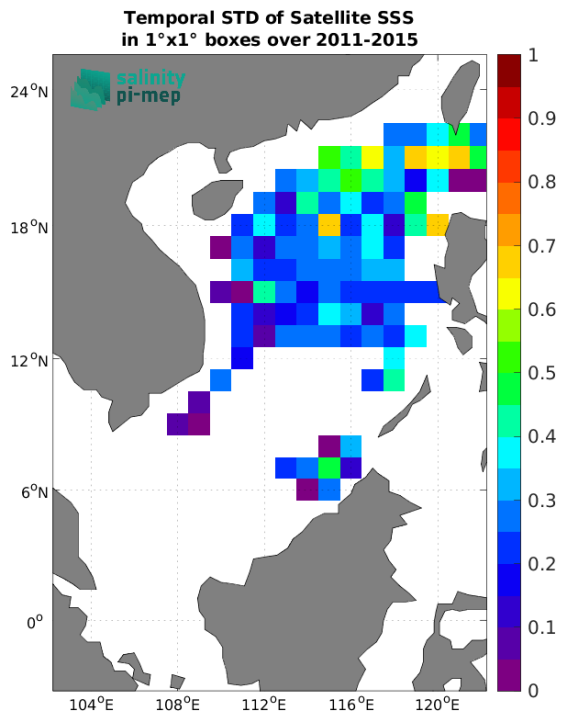 Temporal STD of Satellite SSS
in 1°x1° boxes over 2011-2015
salinity
pi-mep
24°N
18°N
12°N
6°N
0°
104°E 108°E 112°E 116°E 120°E
1
0.9
0.8
0.7
0.6
0.5
0.4
0.3
0.2
0.1
0